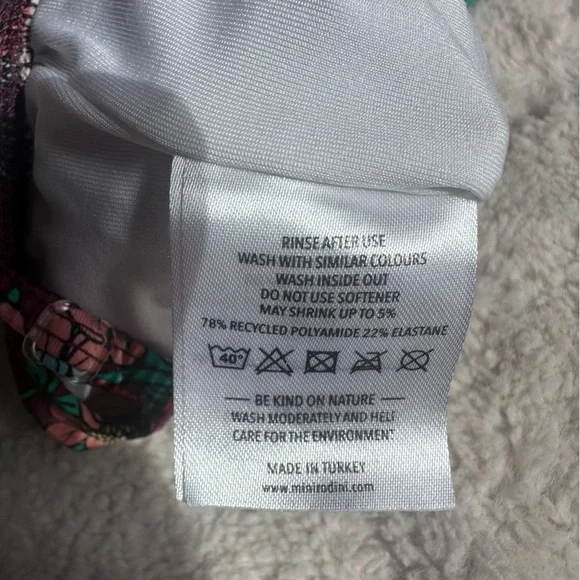 RINSE AFTER USE
WASH WITH SIMILAR COLOURS
WASH INSIDE OUT
DO NOT USE SOFTENER
MAY SHRINK UP TO 5%
78% RECYCLED POLYAMIDE 22% ELASTANE
40°
BE KIND ON NATURE
WASH MODERATELY AND HELF
CARE FOR THE ENVIRONMENT.
MADE IN TURKEY
www.minirodini.com